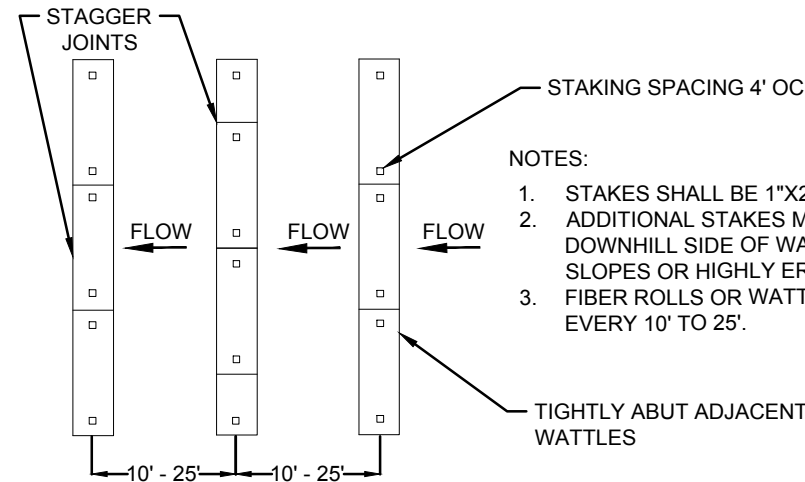 STAGGER
JOINTS
STAKING SPACING 4' OC
NOTES:
1. STAKES SHALL BE 1"X2
2. ADDITIONAL STAKES M
DOWNHILL SIDE OF WA
SLOPES OR HIGHLY ER
3. FIBER ROLLS OR WATT
EVERY 10' TO 25'.
FLOW FLOW FLOW
TIGHTLY ABUT ADJACENT
WATTLES
10' - 25' 10' - 25'